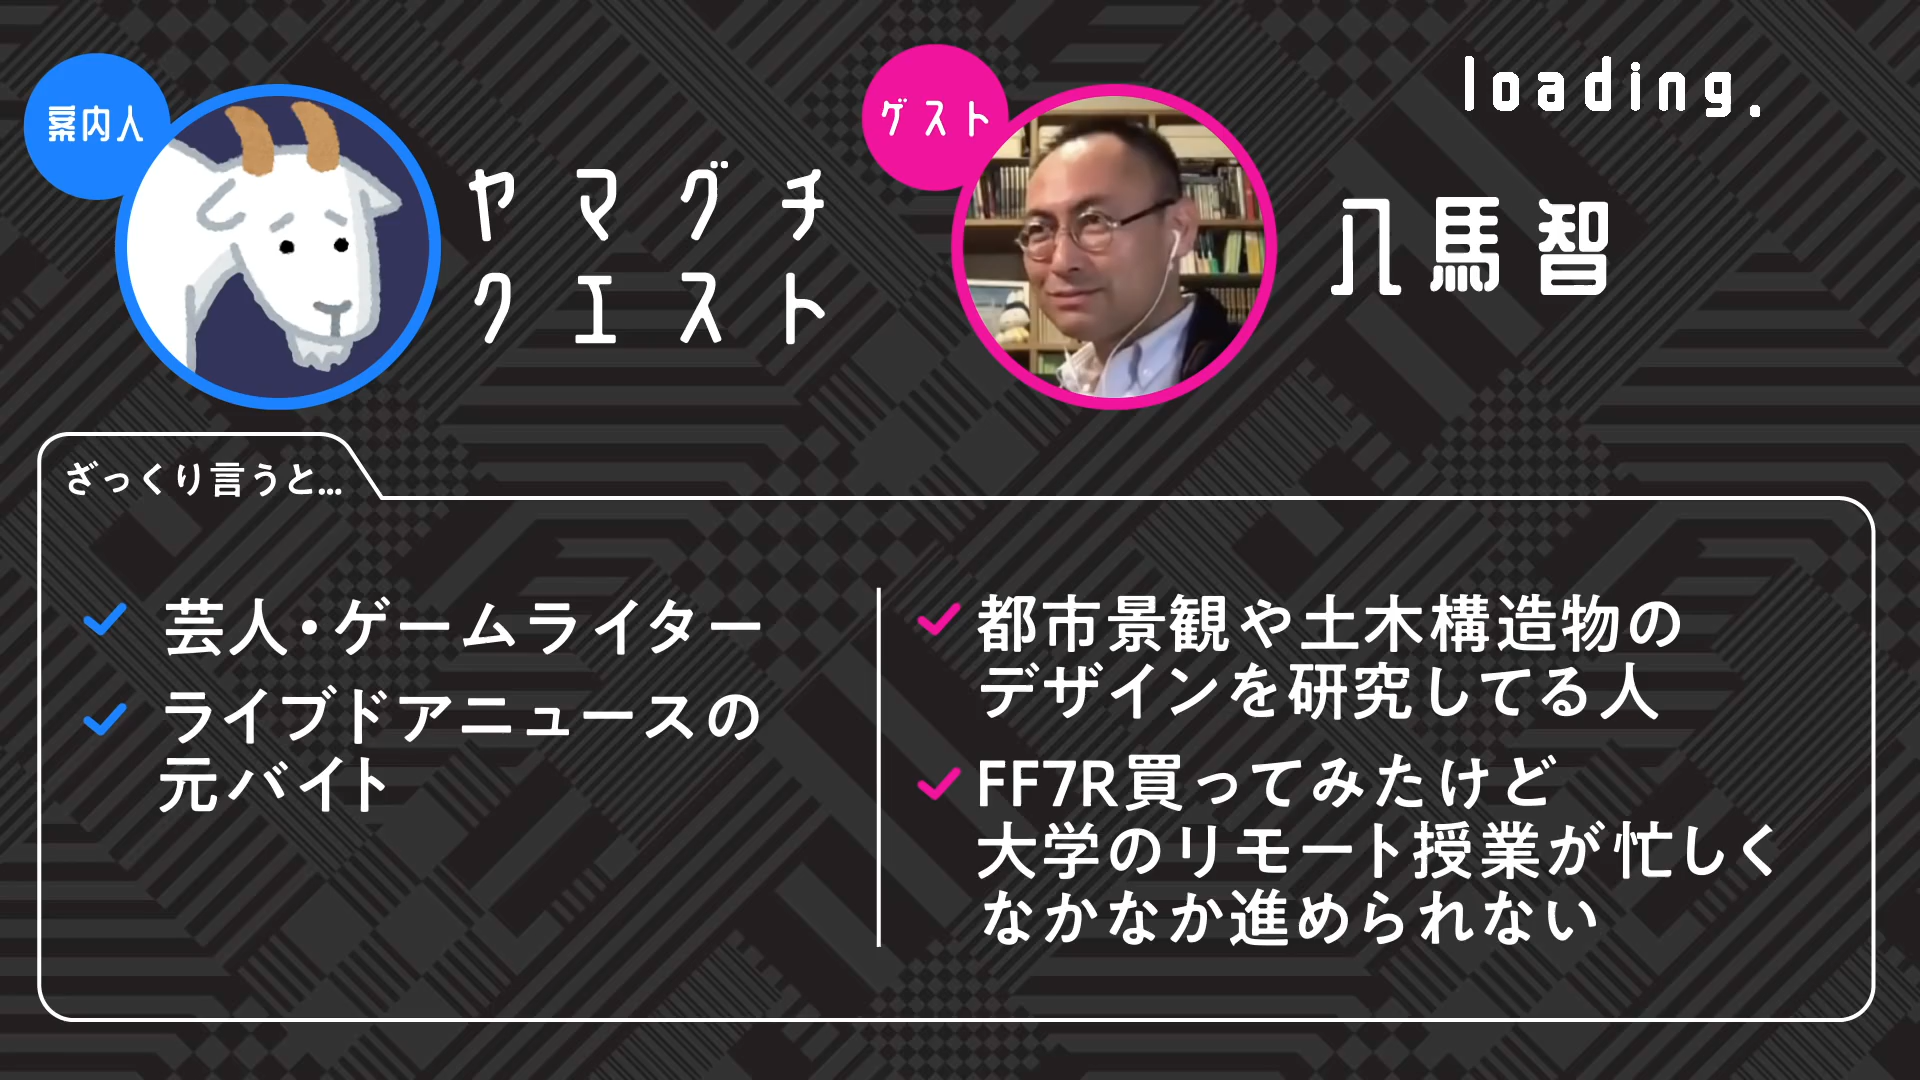 案内人
ヤマグチ
クエスト
ゲスト
八馬智
loading.
ざっくり言うと...
芸人・ゲームライター
ライブドアニュースの
元バイト
都市景観や土木構造物の
デザインを研究してる人
FF7R買ってみたけど
大学のリモート授業が忙しく
なかなか進められない